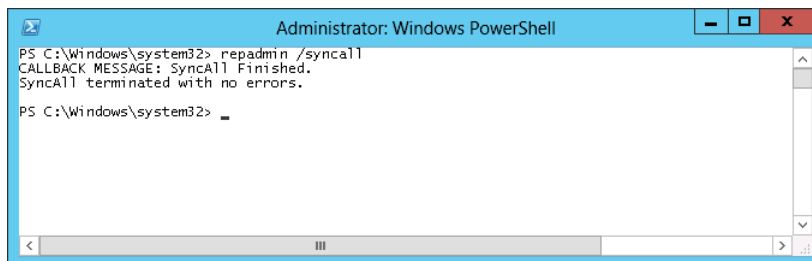 Administrator: Windows PowerShell
PS C:\Windows\system32> repadmin /syncall
CALLBACK MESSAGE: SyncAll Finished.
SyncAll terminated with no errors.
PS C:\Windows\system32> _